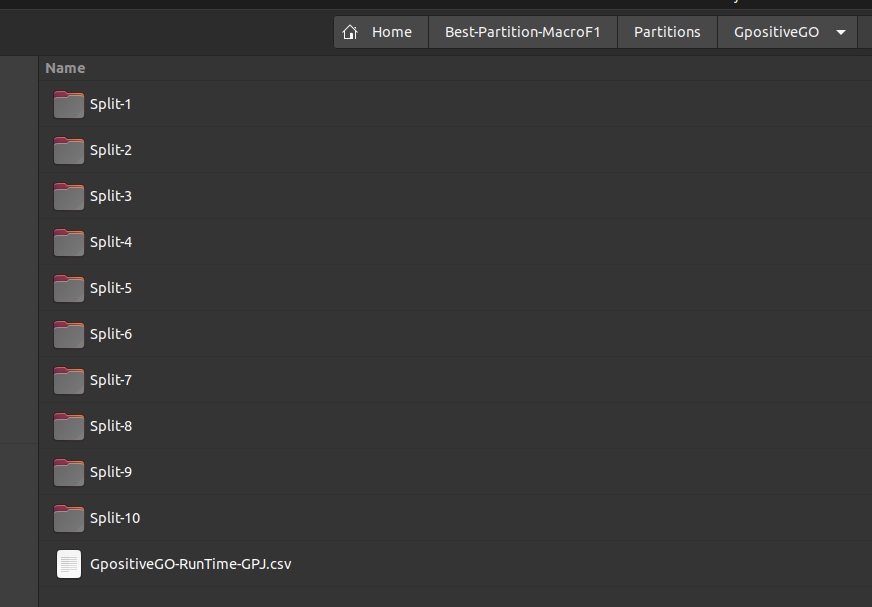 Home Best-Partition-MacroF1 Partitions GpositiveGO
Name
Split-1
Split-2
Split-3
Split-4
Split-5
Split-6
Split-7
Split-8
Split-9
Split-10
GpositiveGO-RunTime-GPJ.csv